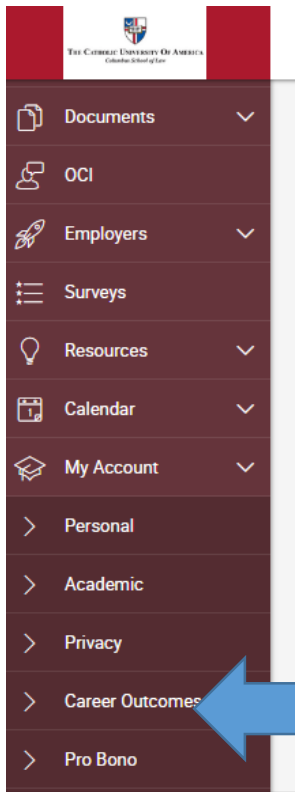 THE CATHOLIC UNIVERSITY OF AMERICA
Columbus School of Law
Documents
OCI
Employers
Surveys
Resources
Calendar
My Account
Personal
Academic
Privacy
Career Outcomes
Pro Bono